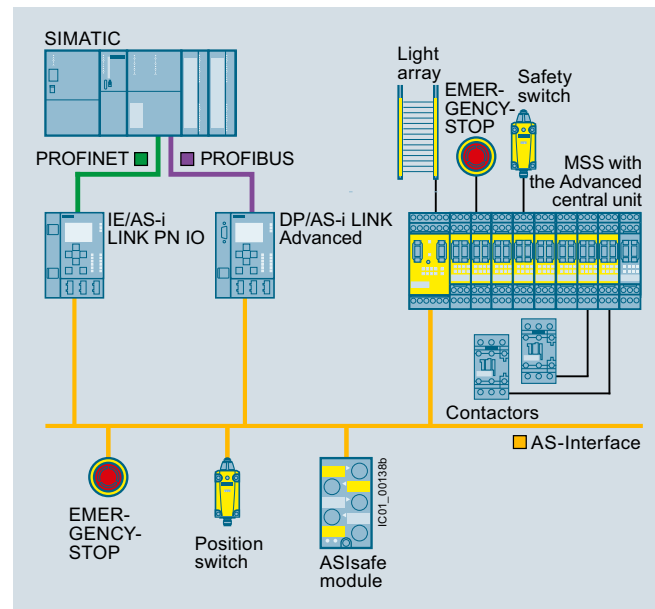 SIMATIC
PROFINET
PROFIBUS
IE/AS-i
LINK PN IO
DP/AS-i LINK
Advanced
Light
array
EMER-
GENCY-
STOP
Safety
switch
MSS with
the Advanced
central unit
Contactors
AS-Interface
EMER-
GENCY-
STOP
Position
switch
ASIsafe
module
IC01_00138b